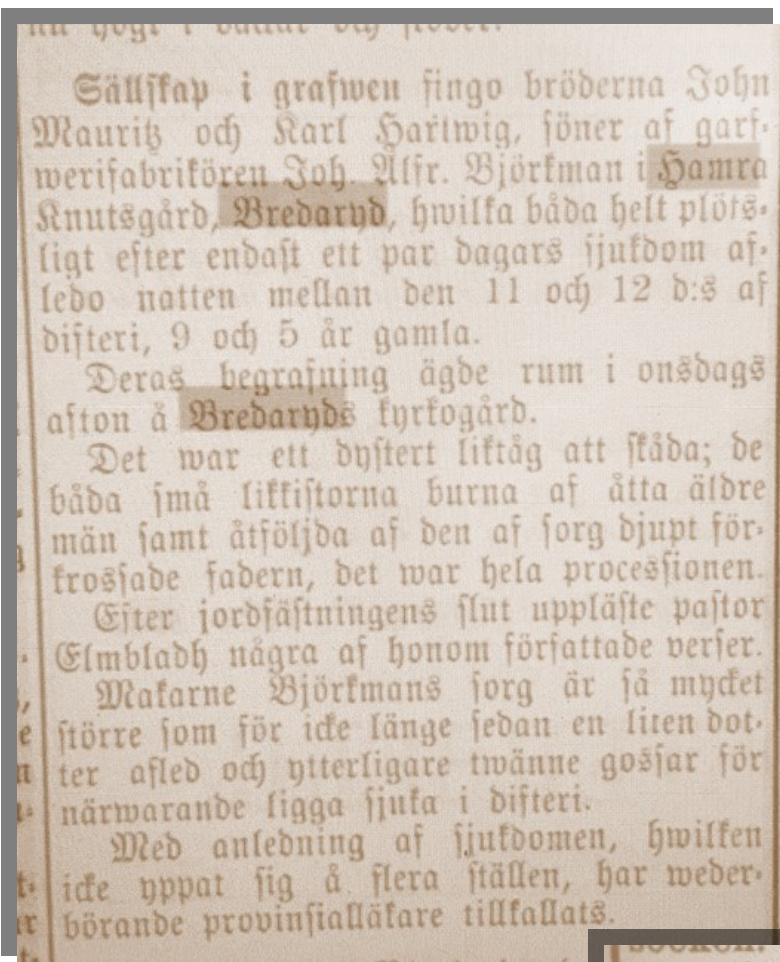 Sällskap i grafwen fingo bröderna John
Mauritz och Karl Hartwig, söner af garf-
werifabrikören Joh. Alfr. Björkman i Hamra
Knutsgård, Bredaryd, hwilka båda helt plöts-
ligt efter endast ett par dagars sjukdom af-
ledo natten mellan den 11 och 12 d:s af
difteri, 9 och 5 år gamla.
Deras begrafning ägde rum i onsdags
afton å Bredaryds kyrkogård.
Det war ett dystert liktåg att skåda; de
båda små likkistorna burna af åtta äldre
män samt åtföljda af den af sorg djupt för-
krossade fadern, det war hela processionen.
Efter jordfästningens slut uppläste pastor
Elmbladh några af honom författade verser.
Makarne Björkmans sorg är så mycket
större som för icke länge sedan en liten dot-
ter afled och ytterligare twänne gossar för
närwarande ligga sjuka i difteri.
Med anledning af sjukdomen, hwilken
icke yppat sig å flera ställen, har weder-
börande provinsialläkare tillkallats.